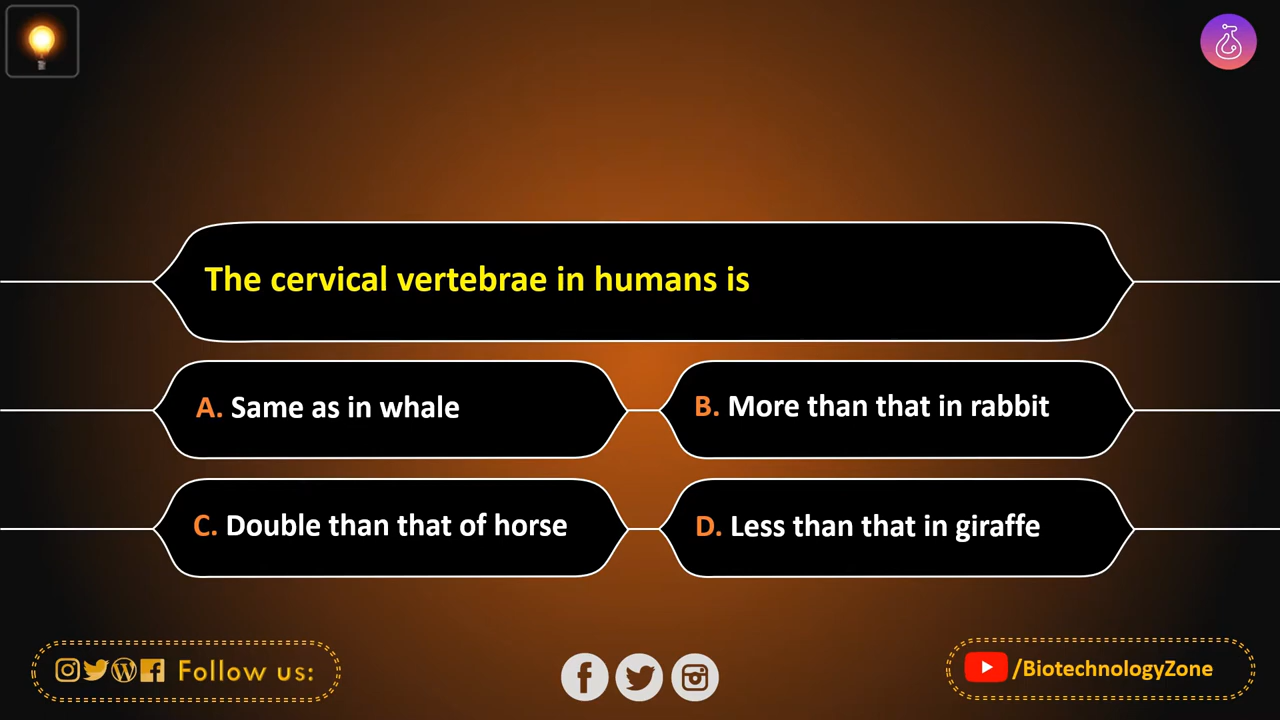 The cervical vertebrae in humans is
A. Same as in whale
B. More than that in rabbit
C. Double than that of horse
D. Less than that in giraffe
Follow us:
/BiotechnologyZone